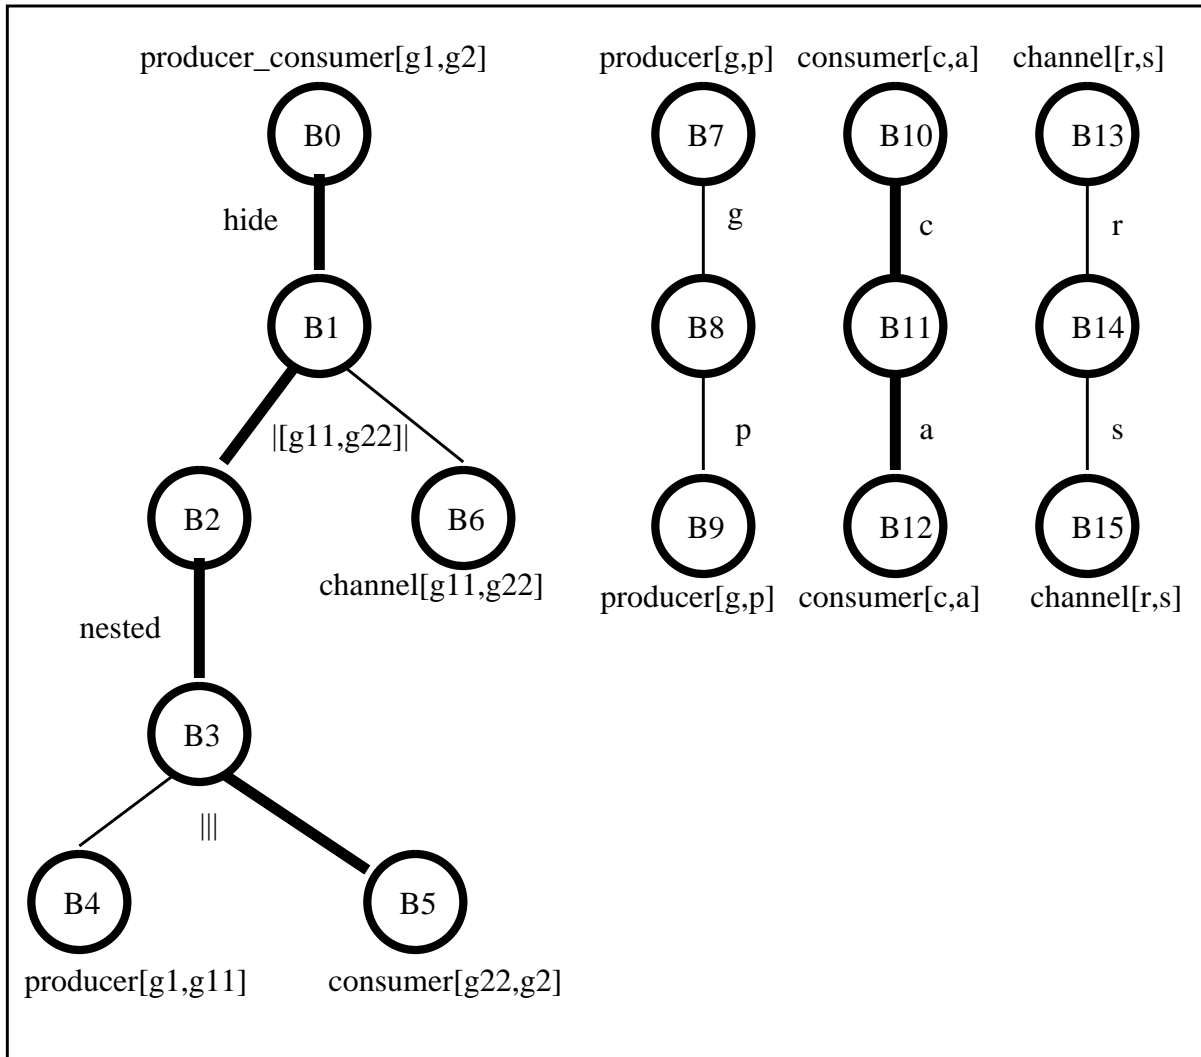 producer_consumer[g1,g2] producer[g,p] consumer[c,a] channel[r,s]
B0 B7 B10 B13
hide g c r
B1 B8 B11 B14
|[g11,g22]| p a s
B2 B6 B9 B12 B15
channel[g11,g22] producer[g,p] consumer[c,a] channel[r,s]
nested
B3
|||
B4 B5
producer[g1,g11] consumer[g22,g2]